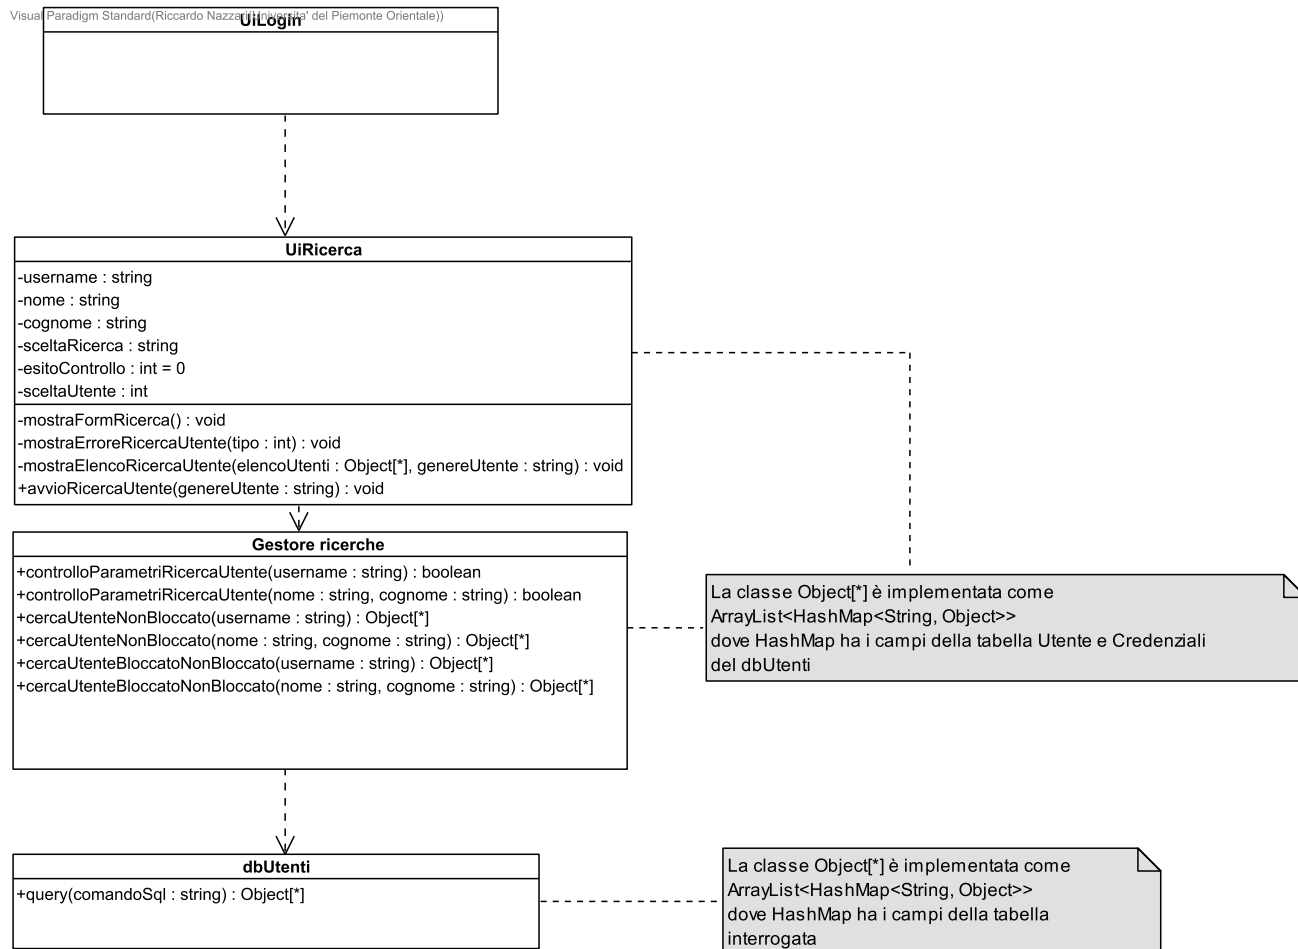 Visual Paradigm Standard(Riccardo Nazzari(Universita' del Piemonte Orientale))
UiLogin
UiRicerca
-username : string
-nome : string
-cognome : string
-sceltaRicerca : string
-esitoControllo : int = 0
-sceltaUtente : int
-mostraFormRicerca() : void
-mostraErroreRicercaUtente(tipo : int) : void
-mostraElencoRicercaUtente(elencoUtenti : Object[*], genereUtente : string) : void
+avvioRicercaUtente(genereUtente : string) : void
Gestore ricerche
+controlloParametriRicercaUtente(username : string) : boolean
+controlloParametriRicercaUtente(nome : string, cognome : string) : boolean
+cercaUtenteNonBloccato(username : string) : Object[*]
+cercaUtenteNonBloccato(nome : string, cognome : string) : Object[*]
+cercaUtenteBloccatoNonBloccato(username : string) : Object[*]
+cercaUtenteBloccatoNonBloccato(nome : string, cognome : string) : Object[*]
La classe Object[*] è implementata come
ArrayList<HashMap<String, Object>>
dove HashMap ha i campi della tabella Utente e Credenziali
del dbUtenti
dbUtenti
+query(comandoSql : string) : Object[*]
La classe Object[*] è implementata come
ArrayList<HashMap<String, Object>>
dove HashMap ha i campi della tabella
interrogata